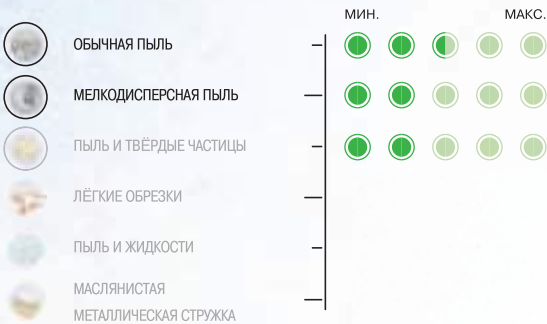 МИН. МАКС.
ОБЫЧНАЯ ПЫЛЬ
МЕЛКОДИСПЕРСНАЯ ПЫЛЬ
ПЫЛЬ И ТВЁРДЫЕ ЧАСТИЦЫ
ЛЁГКИЕ ОБРЕЗКИ
ПЫЛЬ И ЖИДКОСТИ
МАСЛЯНИСТАЯ
МЕТАЛЛИЧЕСКАЯ СТРУЖКА